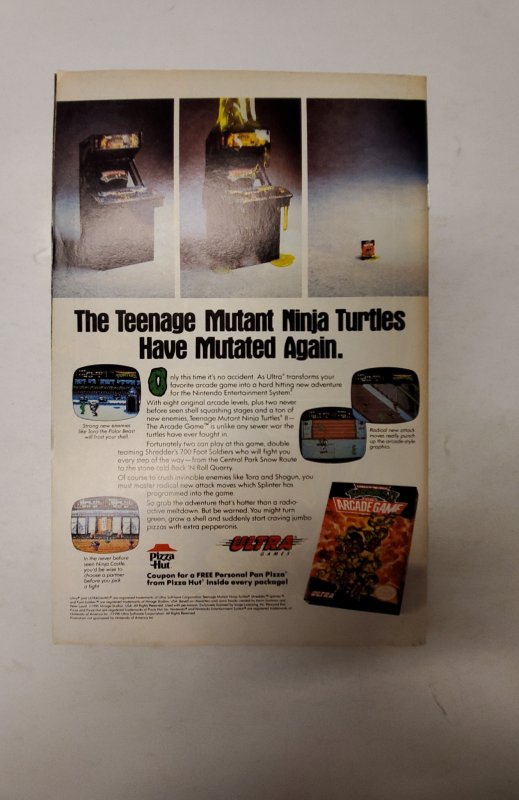 The Teenage Mutant Ninja Turtles
Have Mutated Again.
Only this time it's no accident. As Ultra® transforms your
favorite arcade game into a hard hitting new adventure
for the Nintendo Entertainment System.®
With eight original arcade levels, plus two never
before seen shell squashing stages and a ton of
new enemies, Teenage Mutant Ninja Turtles® II—
The Arcade Game™ is unlike any sewer war the
turtles have ever fought in.
Fortunately two can play at this game, double
teaming Shredder's 700 Foot Soldiers who will fight you
every step of the way—from the Central Park Snow Route
to the stone cold Rock 'N Roll Quarry.
Of course to crush invincible enemies like Tora and Shogun, you
must master radical new attack moves which Splinter has
programmed into the game.
So grab the adventure that's hotter than a radio-
active meltdown. But be warned. You might turn
green, grow a shell and suddenly start craving jumbo
pizzas with extra pepperonis.
Strong new enemies
like Tora the Polar Beast
will frost your shell.
Radical new attack
moves really punch
up the arcade-style
graphics.
In the never before
seen Ninja Castle,
you'd be wise to
choose a partner
before you pick
a fight
Pizza
Hut
ULTRA
GAMES
Coupon for a FREE Personal Pan Pizza®
from Pizza Hut® inside every package!
ARCADE GAME
ULTRA